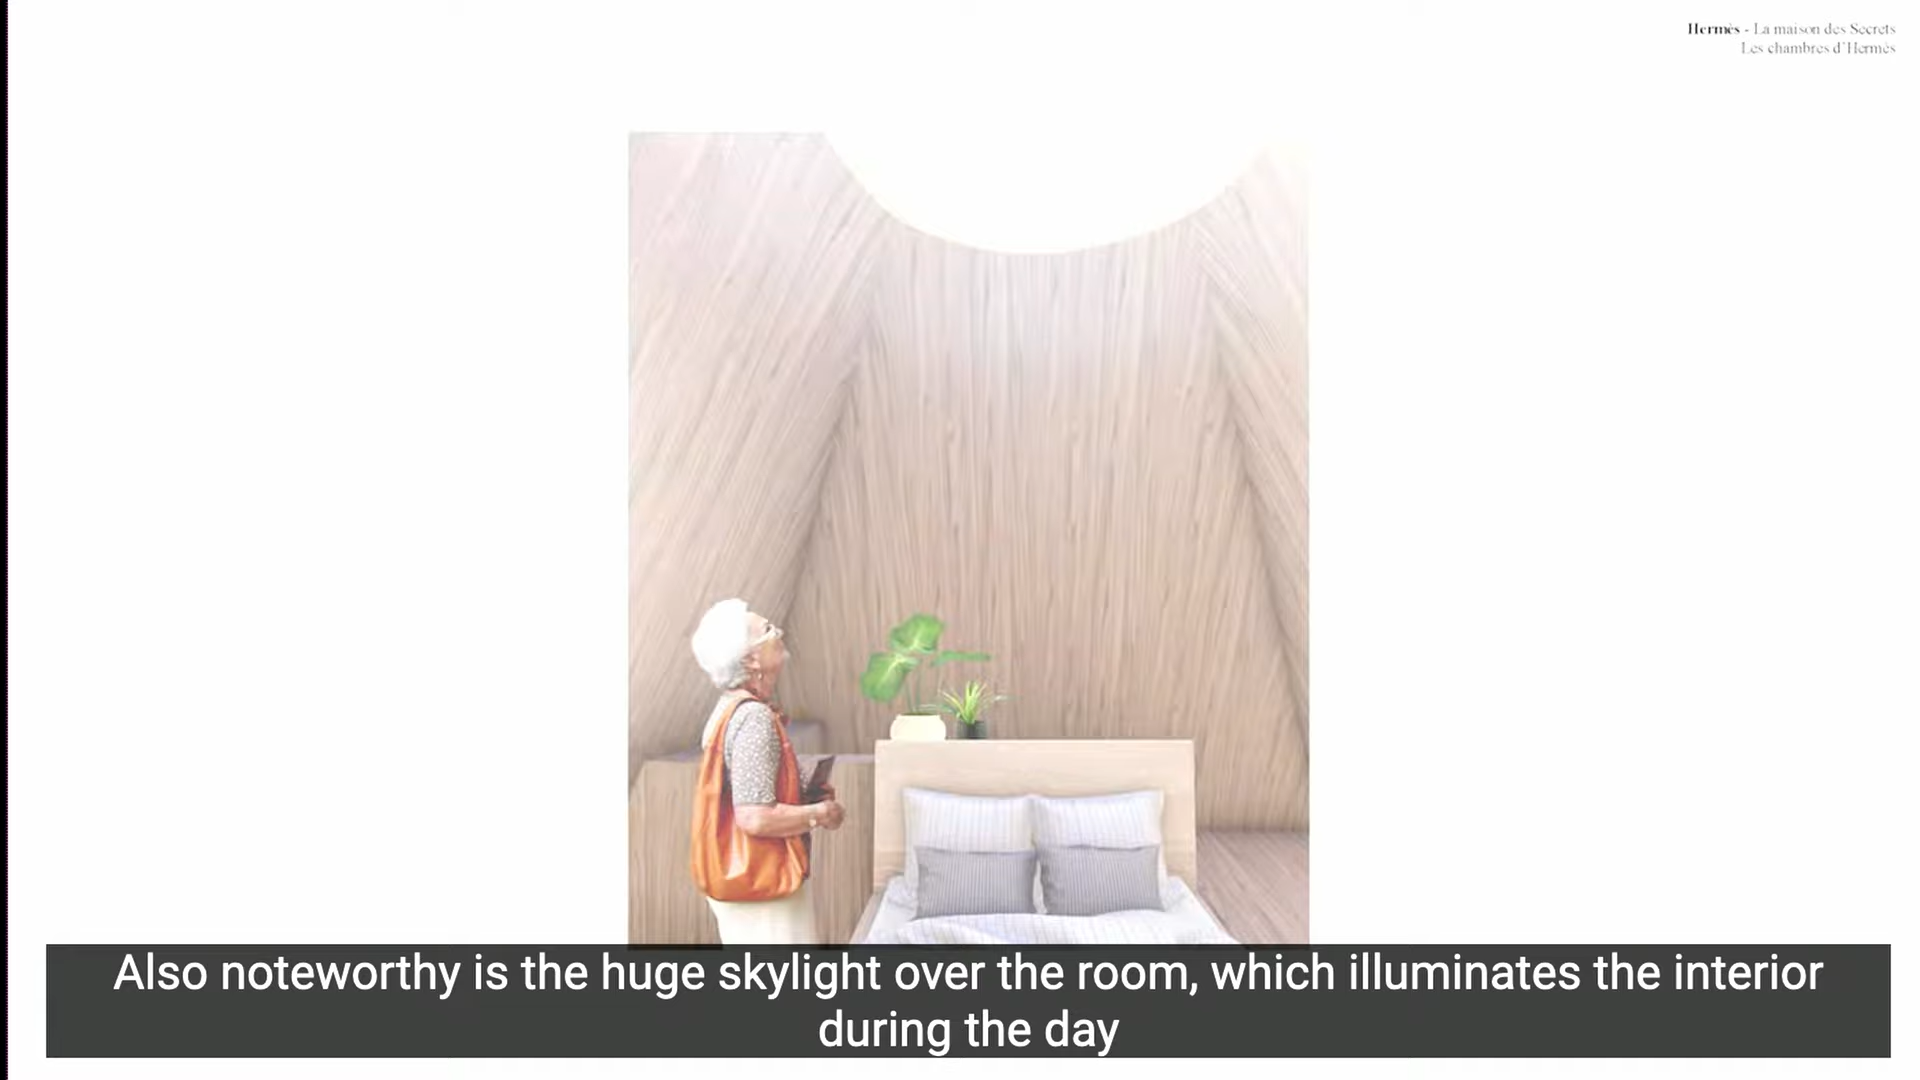 Hermès - La maison des Secrets
Les chambres d'Hermès
Also noteworthy is the huge skylight over the room, which illuminates the interior
during the day